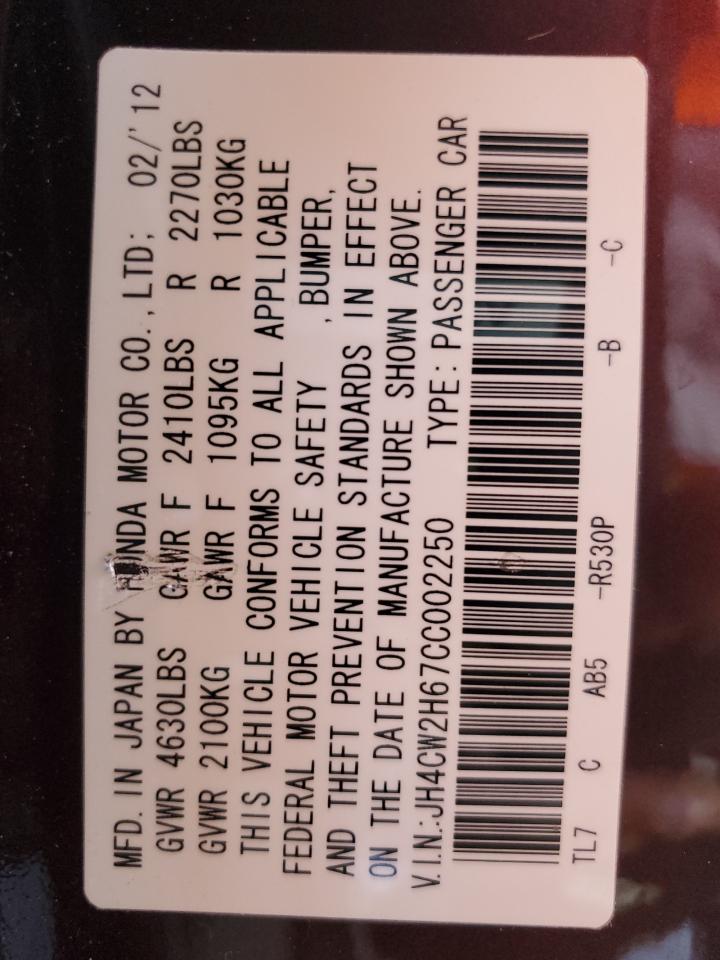 MFD. IN JAPAN BY HONDA MOTOR CO., LTD; 02/'12
GVWR 4630LBS GAWR F 2410LBS R 2270LBS
GVWR 2100KG GAWR F 1095KG R 1030KG
THIS VEHICLE CONFORMS TO ALL APPLICABLE
FEDERAL MOTOR VEHICLE SAFETY , BUMPER,
AND THEFT PREVENTION STANDARDS IN EFFECT
ON THE DATE OF MANUFACTURE SHOWN ABOVE.
V.I.N.:JH4CW2H67CC002250 TYPE: PASSENGER CAR
TL7 C AB5 -R530P -B -C